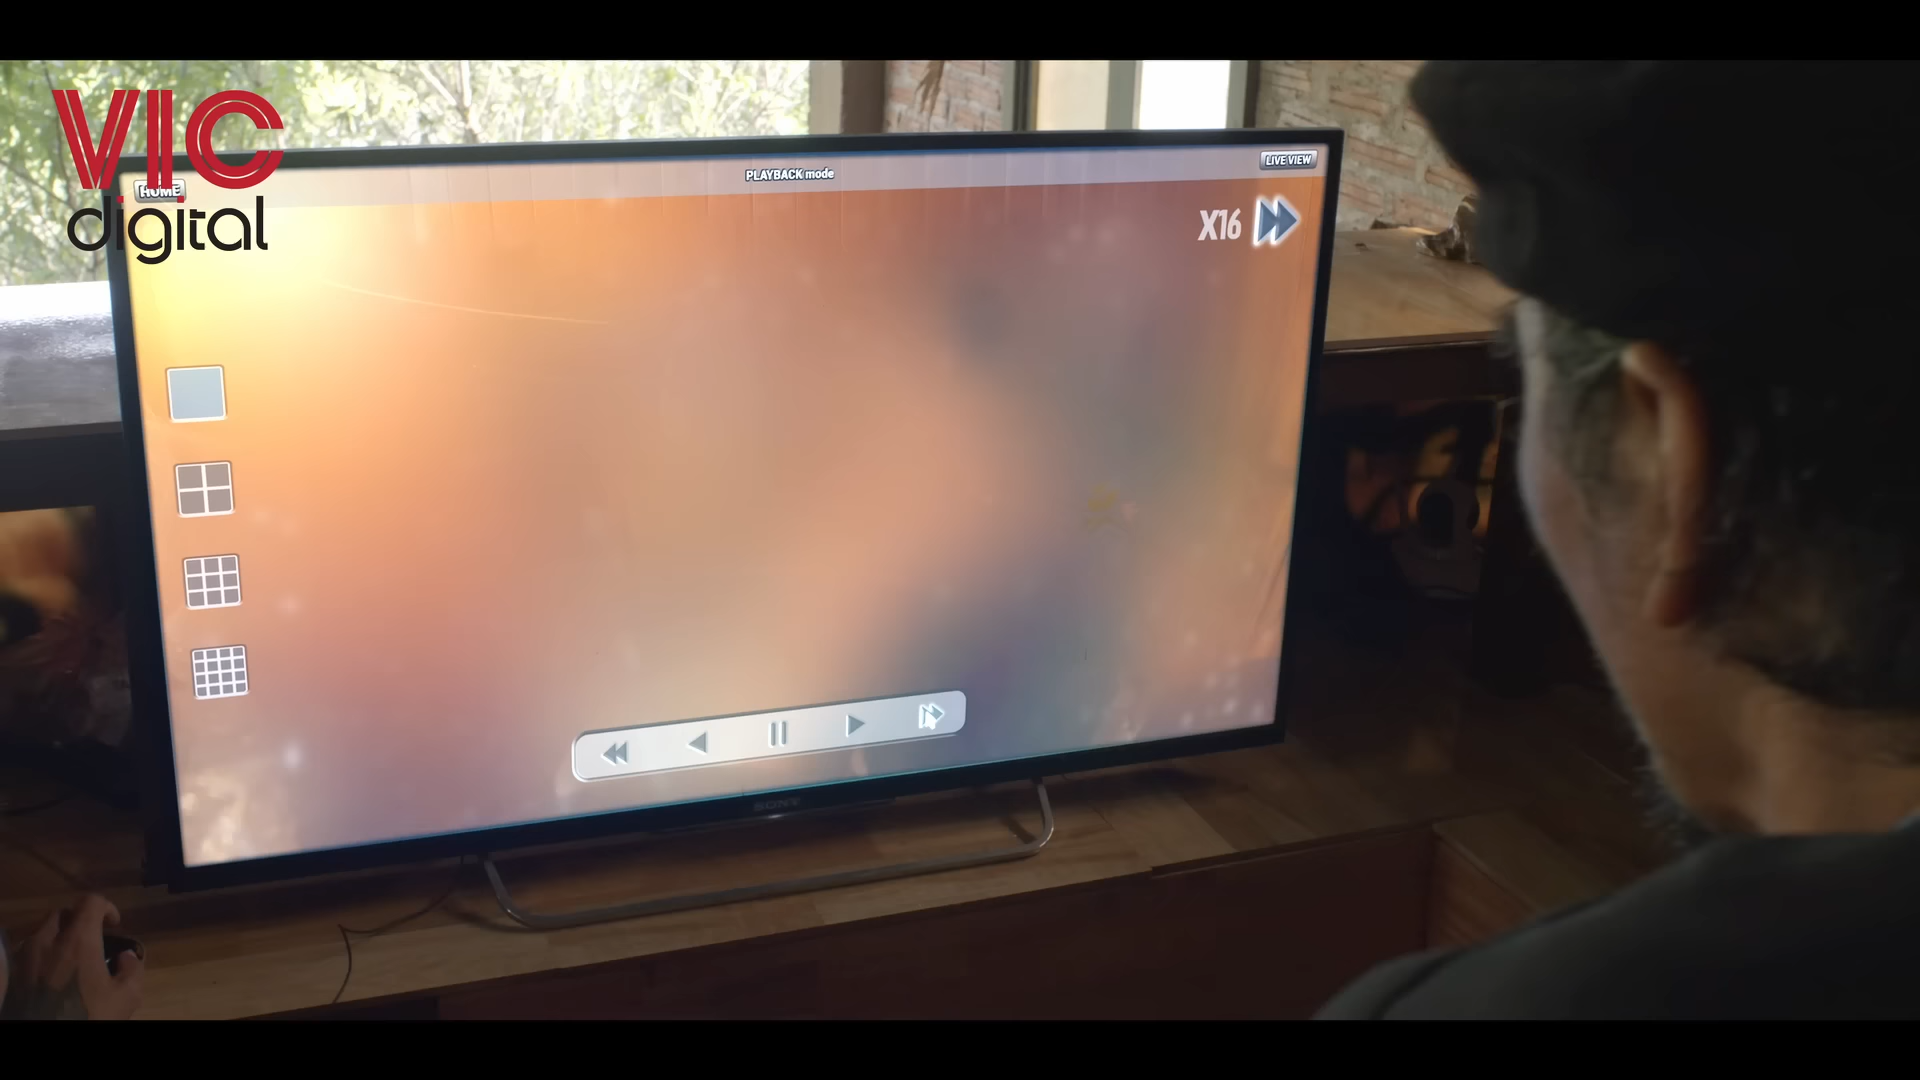 VIC
digital
HOME
PLAYBACK mode
LIVE VIEW
X16
SONY